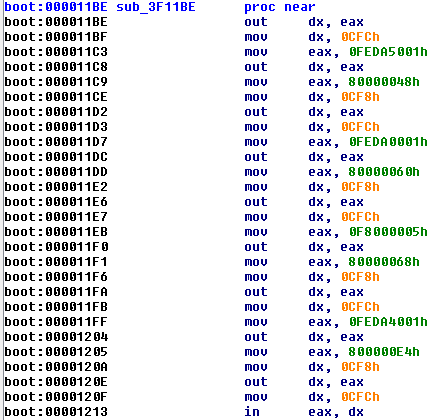 boot:000011BE sub_3F11BE proc near
boot:000011BE out dx, eax
boot:000011BF mov dx, 0CFCh
boot:000011C3 mov eax, 0FEDA5001h
boot:000011C8 out dx, eax
boot:000011C9 mov eax, 80000048h
boot:000011CE mov dx, 0CF8h
boot:000011D2 out dx, eax
boot:000011D3 mov dx, 0CFCh
boot:000011D7 mov eax, 0FEDA0001h
boot:000011DC out dx, eax
boot:000011DD mov eax, 80000060h
boot:000011E2 mov dx, 0CF8h
boot:000011E6 out dx, eax
boot:000011E7 mov dx, 0CFCh
boot:000011EB mov eax, 0F8000005h
boot:000011F0 out dx, eax
boot:000011F1 mov eax, 80000068h
boot:000011F6 mov dx, 0CF8h
boot:000011FA out dx, eax
boot:000011FB mov dx, 0CFCh
boot:000011FF mov eax, 0FEDA4001h
boot:00001204 out dx, eax
boot:00001205 mov eax, 800000E4h
boot:0000120A mov dx, 0CF8h
boot:0000120E out dx, eax
boot:0000120F mov dx, 0CFCh
boot:00001213 in eax, dx